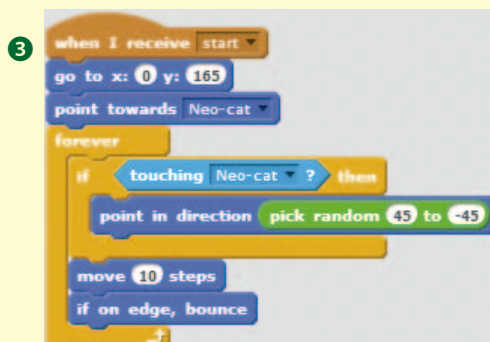 3
when I receive start
go to x: 0 y: 165
point towards Neo-cat
forever
if touching Neo-cat ? then
point in direction pick random 45 to -45
move 10 steps
if on edge, bounce